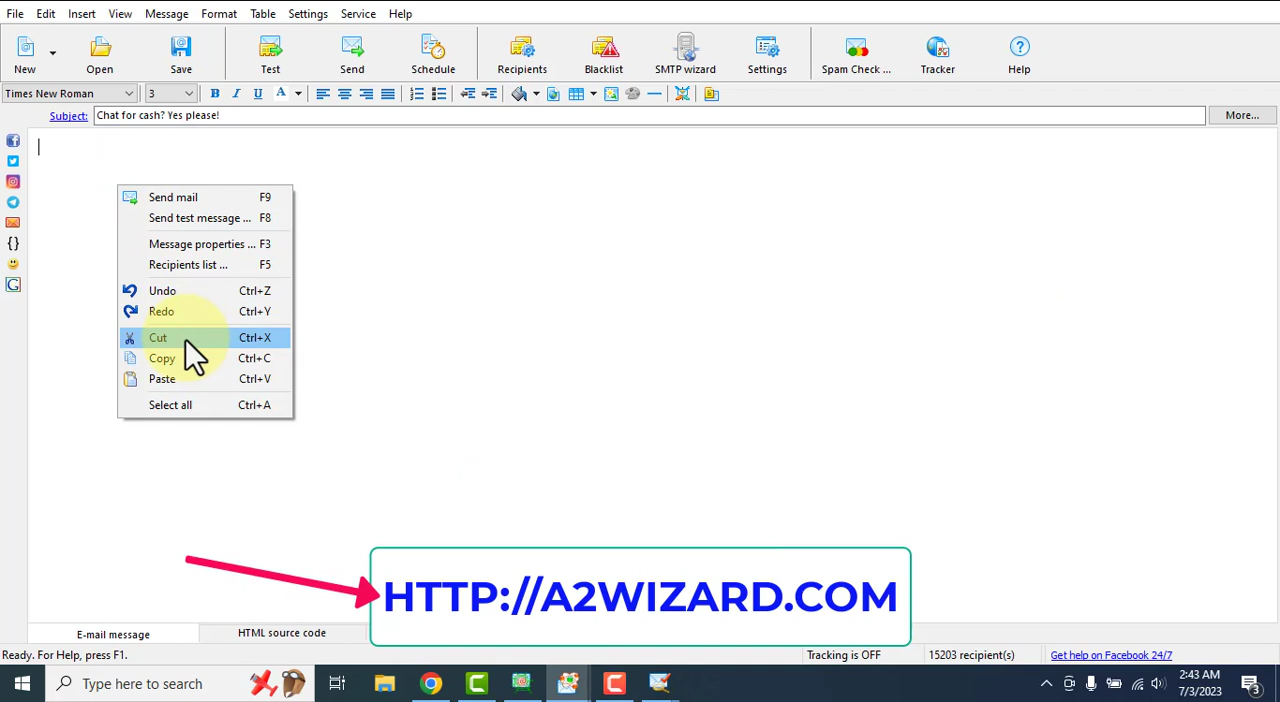 File Edit Insert View Message Format Table Settings Service Help
New Open Save Test Send Schedule Recipients Blacklist SMTP wizard Settings Spam Check ... Tracker Help
Times New Roman 3 B I U A
Subject: Chat for cash? Yes please! More...
Send mail F9
Send test message ... F8
Message properties ... F3
Recipients list ... F5
Undo Ctrl+Z
Redo Ctrl+Y
Cut Ctrl+X
Copy Ctrl+C
Paste Ctrl+V
Select all Ctrl+A
HTTP://A2WIZARD.COM
E-mail message HTML source code
Ready. For Help, press F1. Tracking is OFF 15203 recipient(s) Get help on Facebook 24/7
Type here to search
2:43 AM
7/3/2023
3